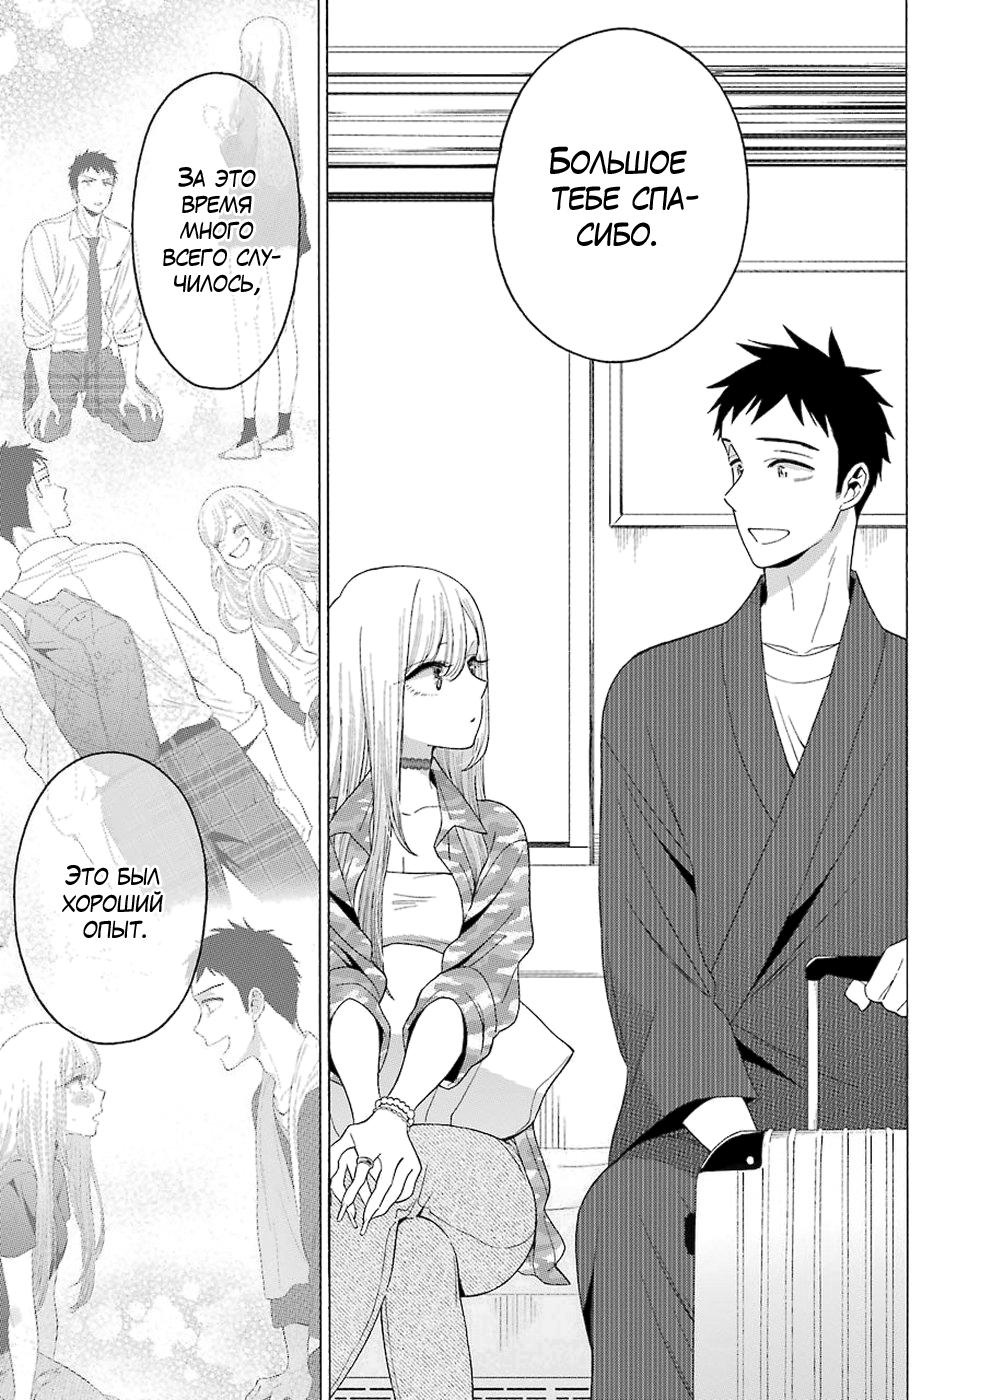 БОЛЬШОЕ
ТЕБЕ СПА-
СИБО.
ЗА ЭТО
ВРЕМЯ
МНОГО
ВСЕГО СЛУ-
ЧИЛОСЬ,
ЭТО БЫЛ
ХОРОШИЙ
ОПЫТ.